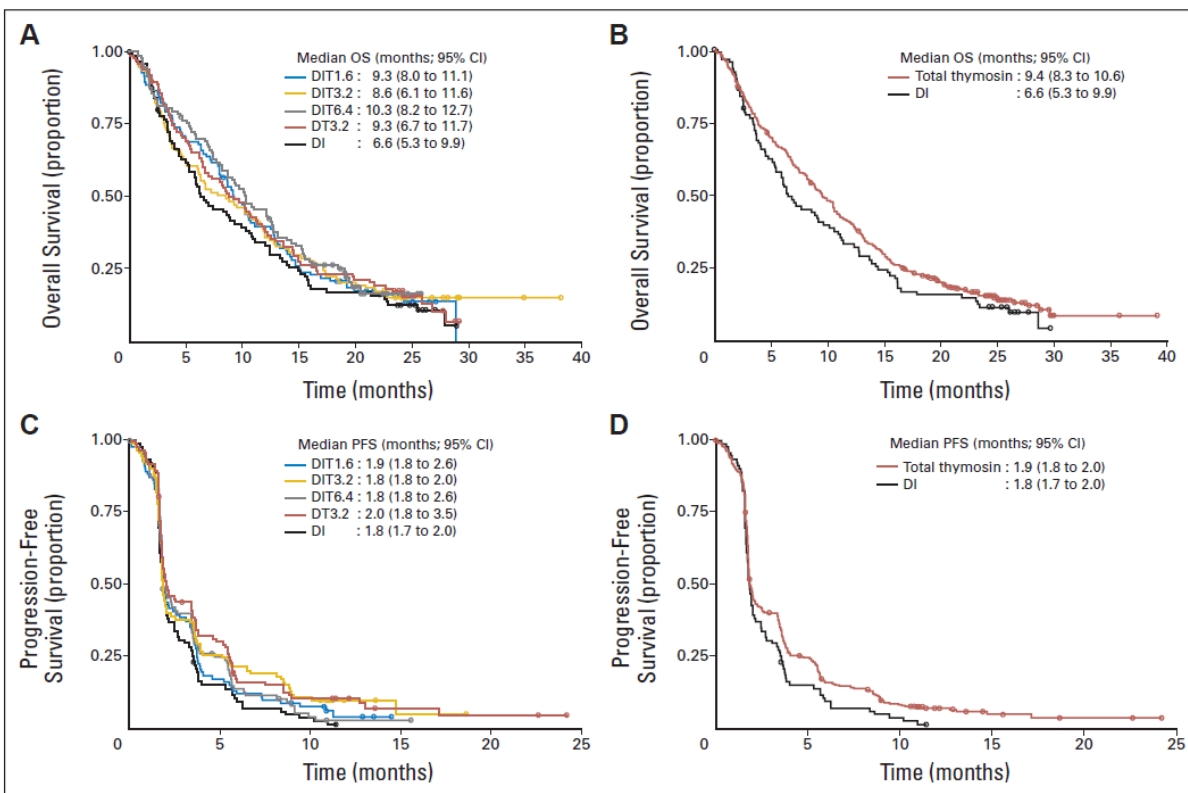 A
Median OS (months; 95% CI)
DIT1.6 : 9.3 (8.0 to 11.1)
DIT3.2 : 8.6 (6.1 to 11.6)
DIT6.4 : 10.3 (8.2 to 12.7)
DT3.2 : 9.3 (6.7 to 11.7)
DI : 6.6 (5.3 to 9.9)
Overall Survival (proportion)
1.00
0.75
0.50
0.25
0 5 10 15 20 25 30 35 40
Time (months)
B
Median OS (months; 95% CI)
Total thymosin : 9.4 (8.3 to 10.6)
DI : 6.6 (5.3 to 9.9)
Overall Survival (proportion)
1.00
0.75
0.50
0.25
0 5 10 15 20 25 30 35 40
Time (months)
C
Median PFS (months; 95% CI)
DIT1.6 : 1.9 (1.8 to 2.6)
DIT3.2 : 1.8 (1.8 to 2.0)
DIT6.4 : 1.8 (1.8 to 2.6)
DT3.2 : 2.0 (1.8 to 3.5)
DI : 1.8 (1.7 to 2.0)
Progression-Free
Survival (proportion)
1.00
0.75
0.50
0.25
0 5 10 15 20 25
Time (months)
D
Median PFS (months; 95% CI)
Total thymosin : 1.9 (1.8 to 2.0)
DI : 1.8 (1.7 to 2.0)
Progression-Free
Survival (proportion)
1.00
0.75
0.50
0.25
0 5 10 15 20 25
Time (months)